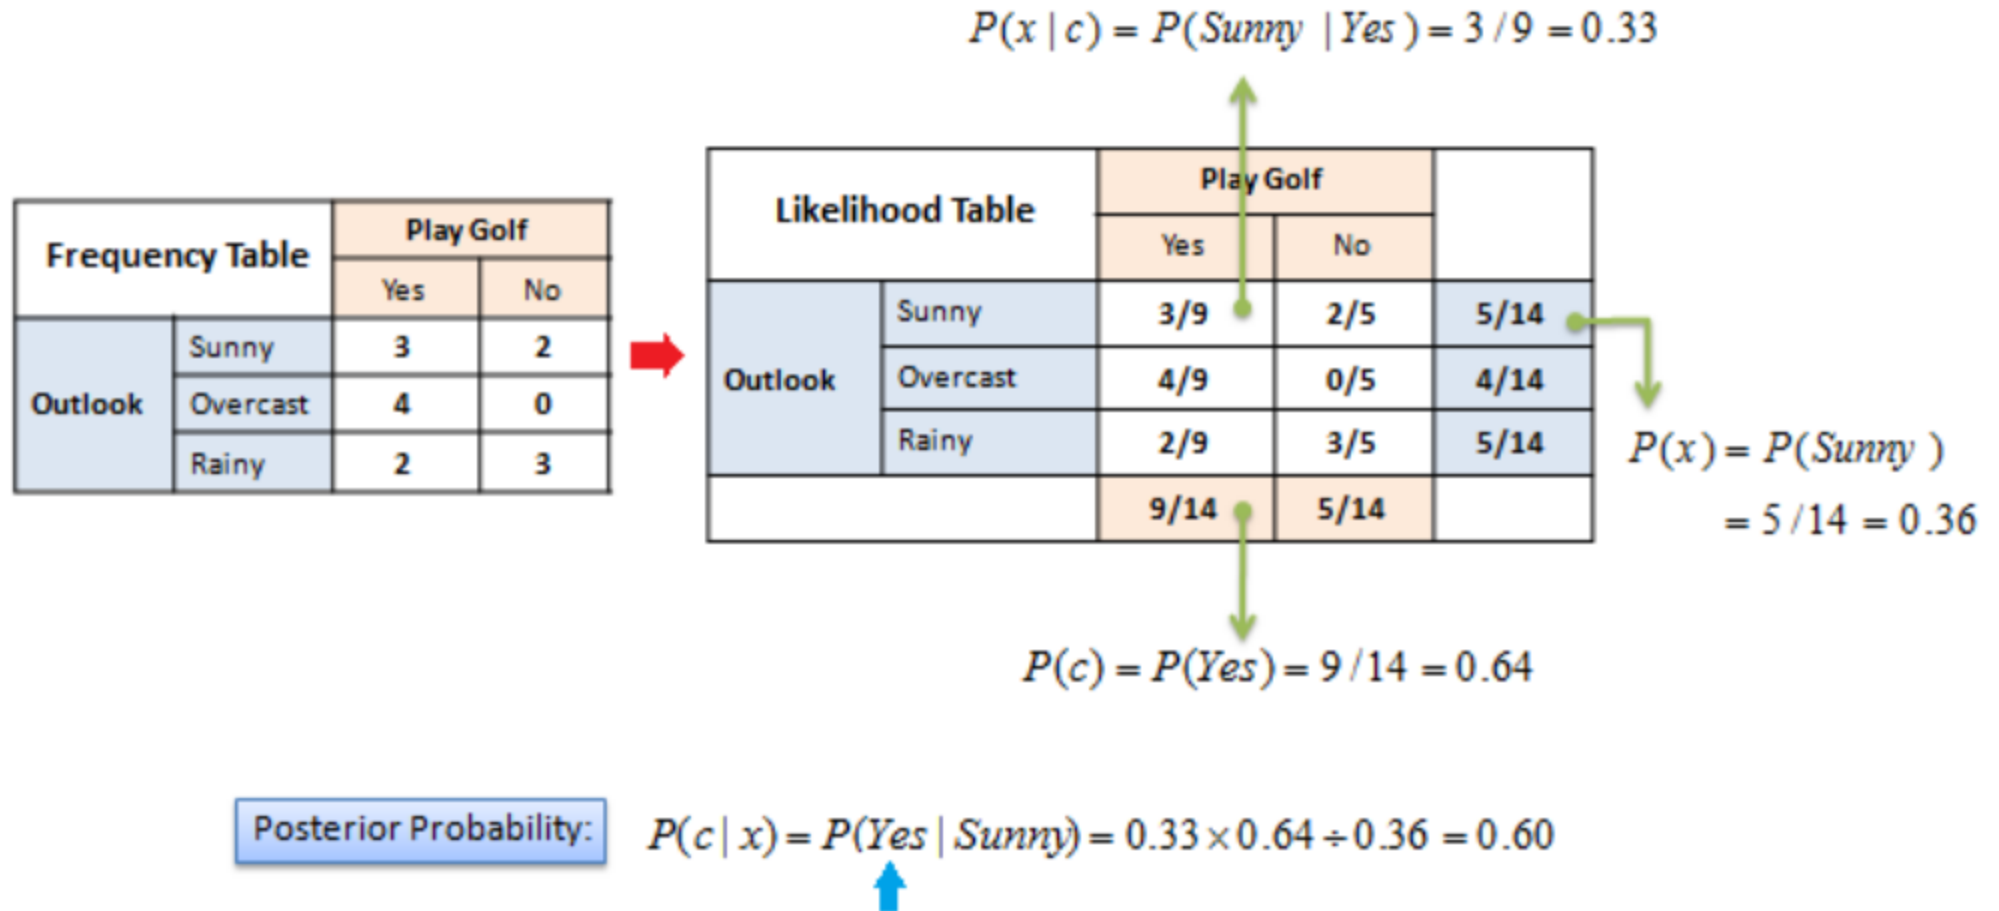 P(x | c) = P(Sunny | Yes ) = 3 / 9 = 0.33
Frequency Table
Play Golf
Yes No
Outlook
Sunny 3 2
Overcast 4 0
Rainy 2 3
Likelihood Table
Play Golf
Yes No
Outlook
Sunny 3/9 2/5 5/14
Overcast 4/9 0/5 4/14
Rainy 2/9 3/5 5/14
9/14 5/14
P(x) = P(Sunny )
= 5 / 14 = 0.36
P(c) = P(Yes) = 9 / 14 = 0.64
Posterior Probability: P(c | x) = P(Yes | Sunny) = 0.33 × 0.64 ÷ 0.36 = 0.60